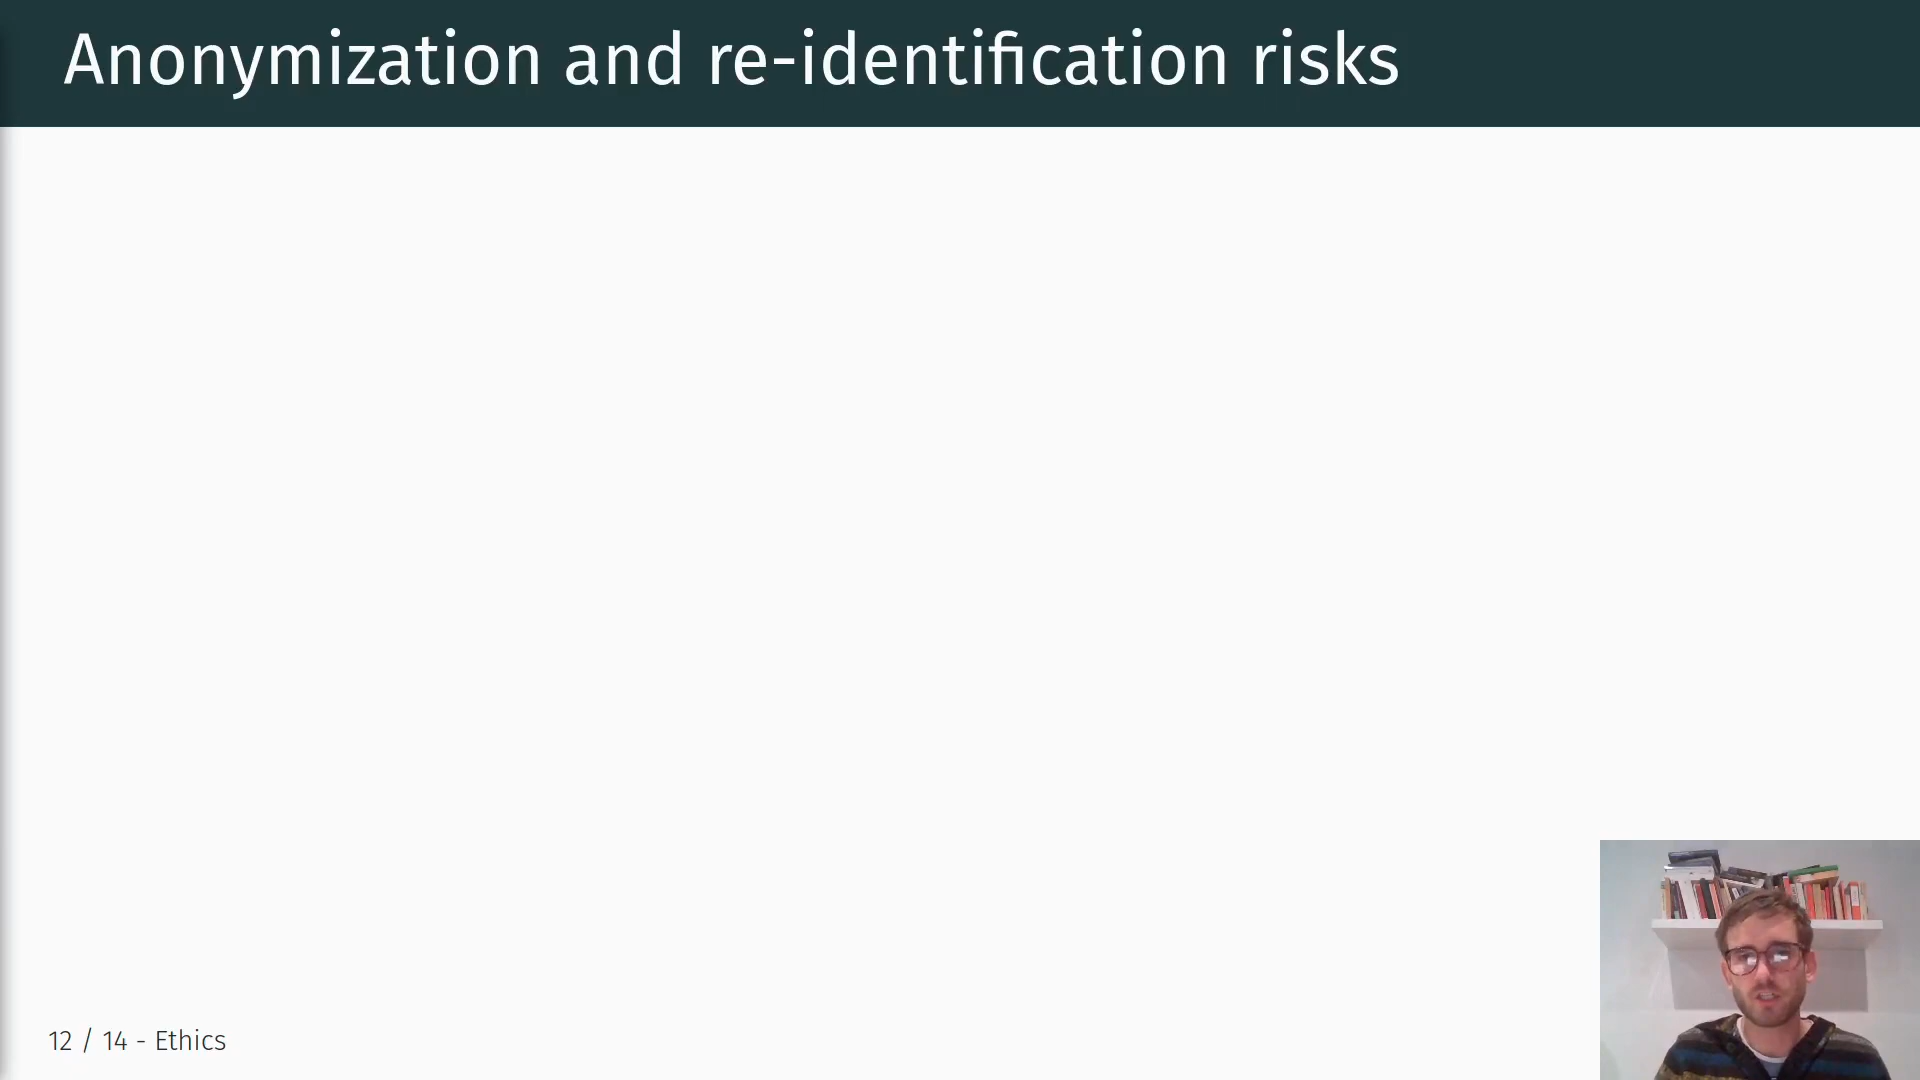 Anonymization and re-identification risks
12 / 14 - Ethics